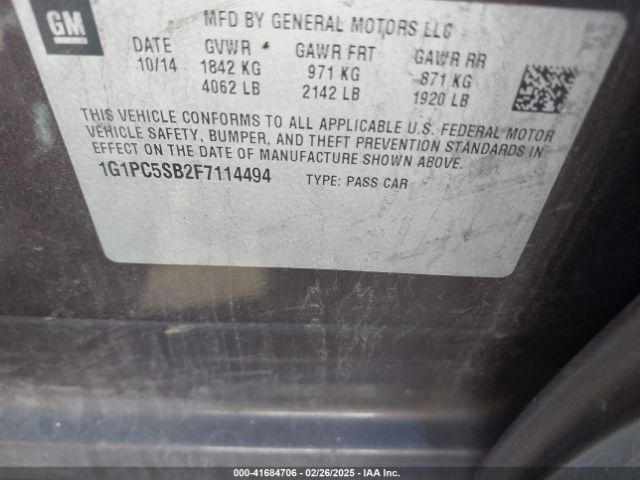 GM
MFD BY GENERAL MOTORS LLC
DATE GVWR GAWR FRT GAWR RR
10/14 1842 KG 971 KG 871 KG
4062 LB 2142 LB 1920 LB
THIS VEHICLE CONFORMS TO ALL APPLICABLE U.S. FEDERAL MOTOR
VEHICLE SAFETY, BUMPER, AND THEFT PREVENTION STANDARDS IN
EFFECT ON THE DATE OF MANUFACTURE SHOWN ABOVE.
1G1PC5SB2F7114494 TYPE: PASS CAR
000-41684706 - 02/26/2025 - IAA Inc.